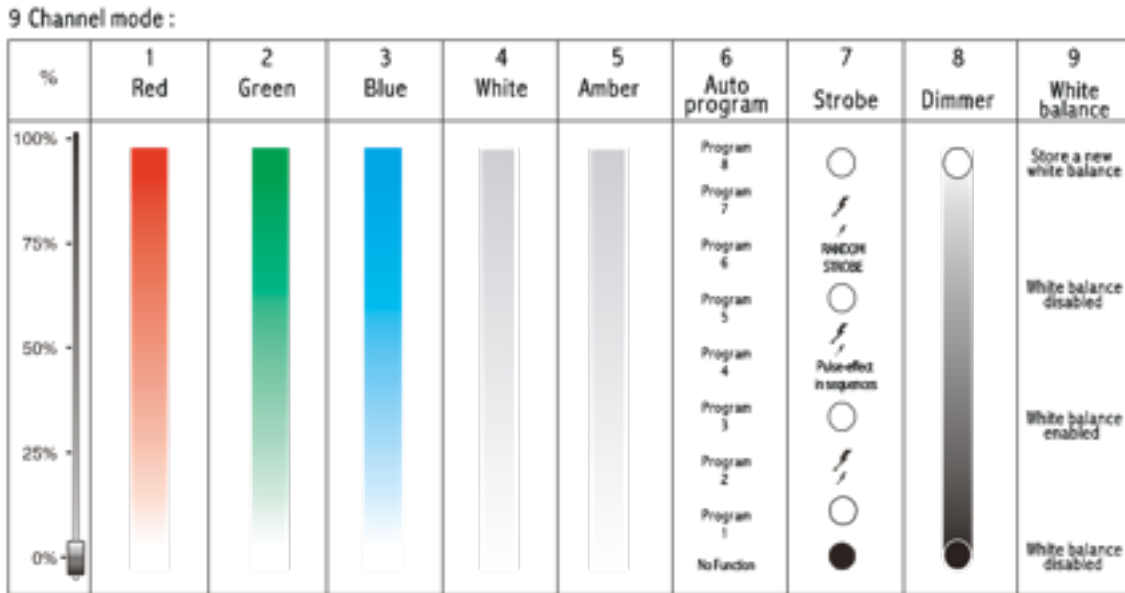 9 Channel mode :
%
1
Red
2
Green
3
Blue
4
White
5
Amber
6
Auto
program
7
Strobe
8
Dimmer
9
White
balance
100%
75%
50%
25%
0%
Program
8
Program
7
Program
6
Program
5
Program
4
Program
3
Program
2
Program
1
No Function
RANDOM
STROBE
Pulse-effect
in sequences
Store a new
white balance
White balance
disabled
White balance
enabled
White balance
disabled